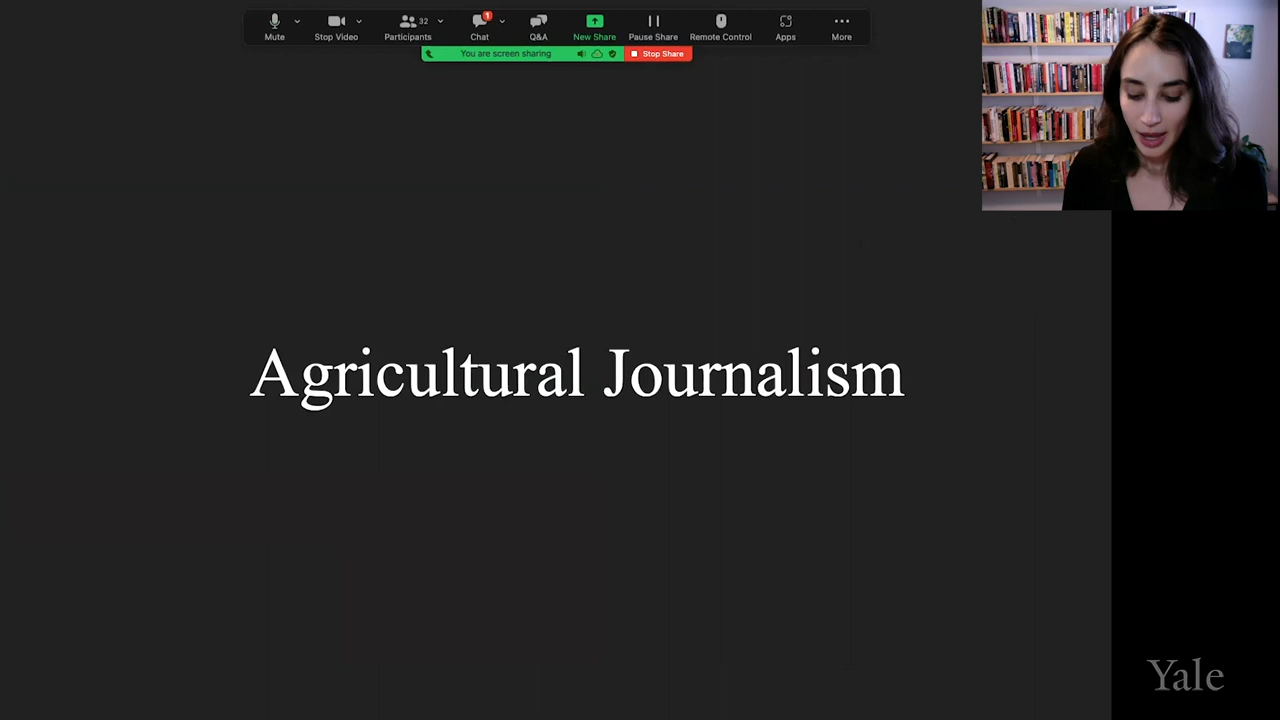 Mute
Stop Video
Participants
32
Chat
1
Q&A
New Share
Pause Share
Remote Control
Apps
More
You are screen sharing
Stop Share
Agricultural Journalism
Yale